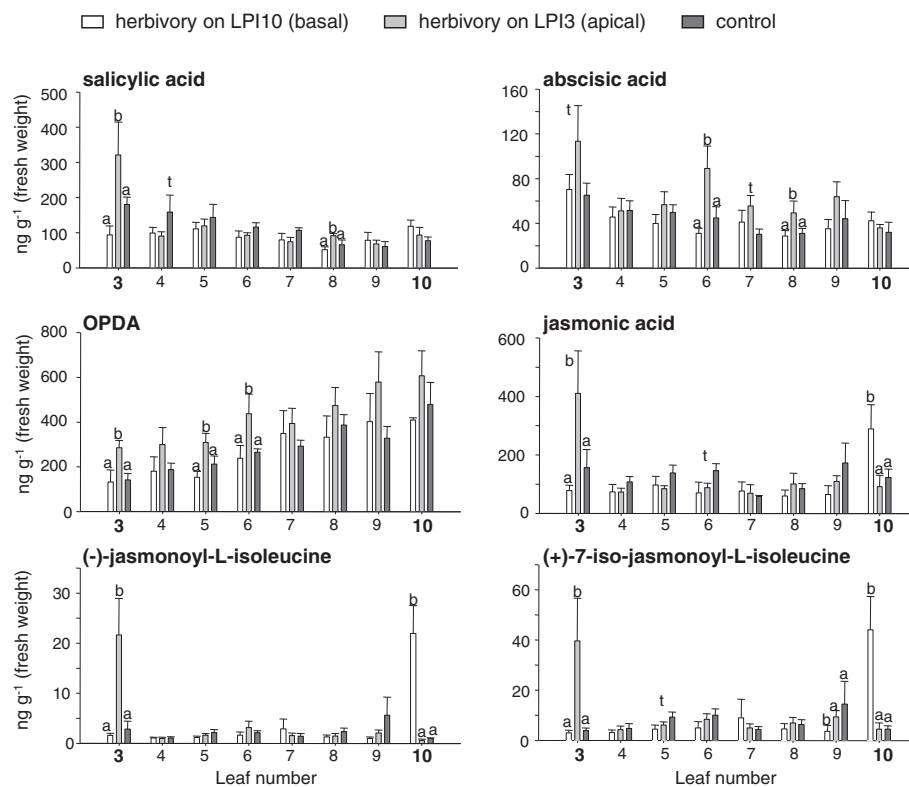 herbivory on LPI10 (basal) herbivory on LPI3 (apical) control
salicylic acid
ng g-1 (fresh weight)
500
400
300
200
100
0
a b a
t
a b a
3 4 5 6 7 8 9 10
abscisic acid
160
120
80
40
0
t
a b a
t
a b a
3 4 5 6 7 8 9 10
OPDA
ng g-1 (fresh weight)
800
600
400
200
0
a b a
a b a
a b a
3 4 5 6 7 8 9 10
jasmonic acid
600
400
200
0
a b a
t
b a a
3 4 5 6 7 8 9 10
(-)-jasmonoyl-L-isoleucine
ng g-1 (fresh weight)
30
20
10
0
a b a
b a a
3 4 5 6 7 8 9 10
Leaf number
(+)-7-iso-jasmonoyl-L-isoleucine
60
40
20
0
a b a
t
b a a
b a a
3 4 5 6 7 8 9 10
Leaf number